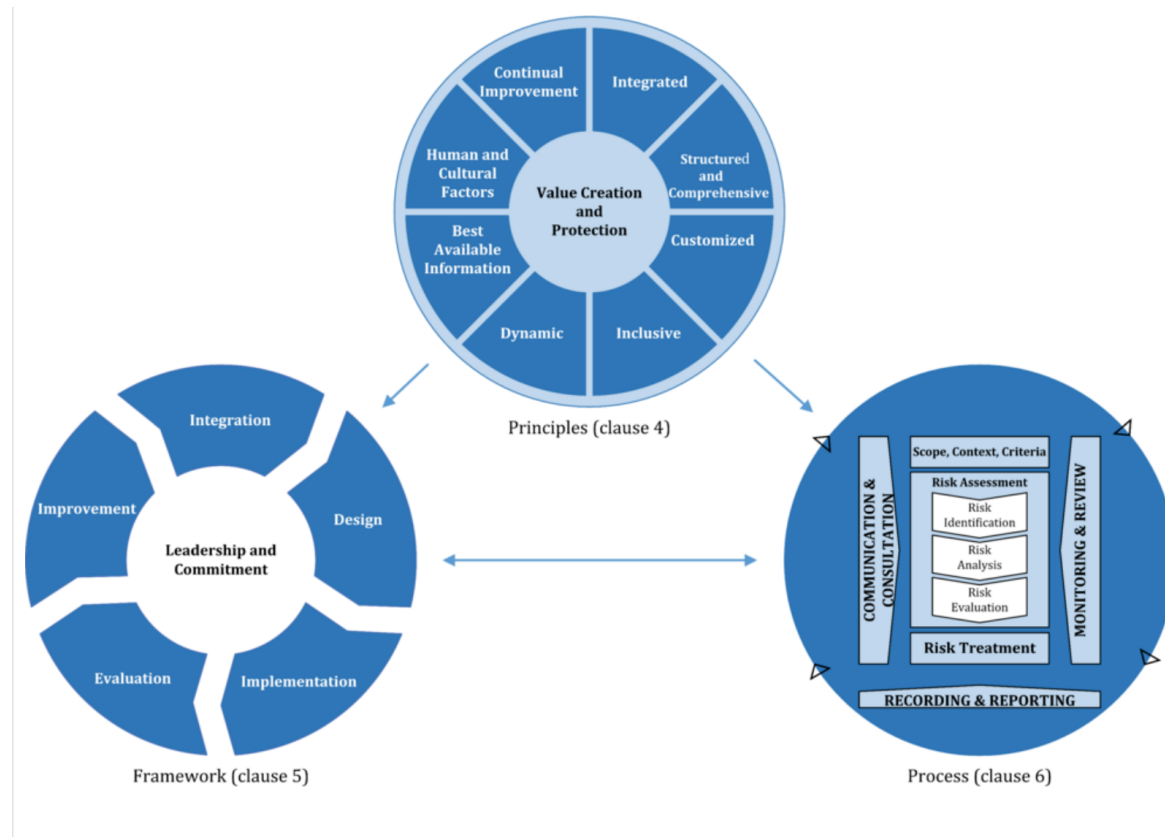 Continual
Improvement
Integrated
Structured
and
Comprehensive
Customized
Inclusive
Dynamic
Best
Available
Information
Human and
Cultural
Factors
Value Creation
and
Protection
Principles (clause 4)
Integration
Design
Implementation
Evaluation
Improvement
Leadership and
Commitment
Framework (clause 5)
Scope, Context, Criteria
Risk Assessment
Risk
Identification
Risk
Analysis
Risk
Evaluation
Risk Treatment
COMMUNICATION &
CONSULTATION
MONITORING & REVIEW
RECORDING & REPORTING
Process (clause 6)